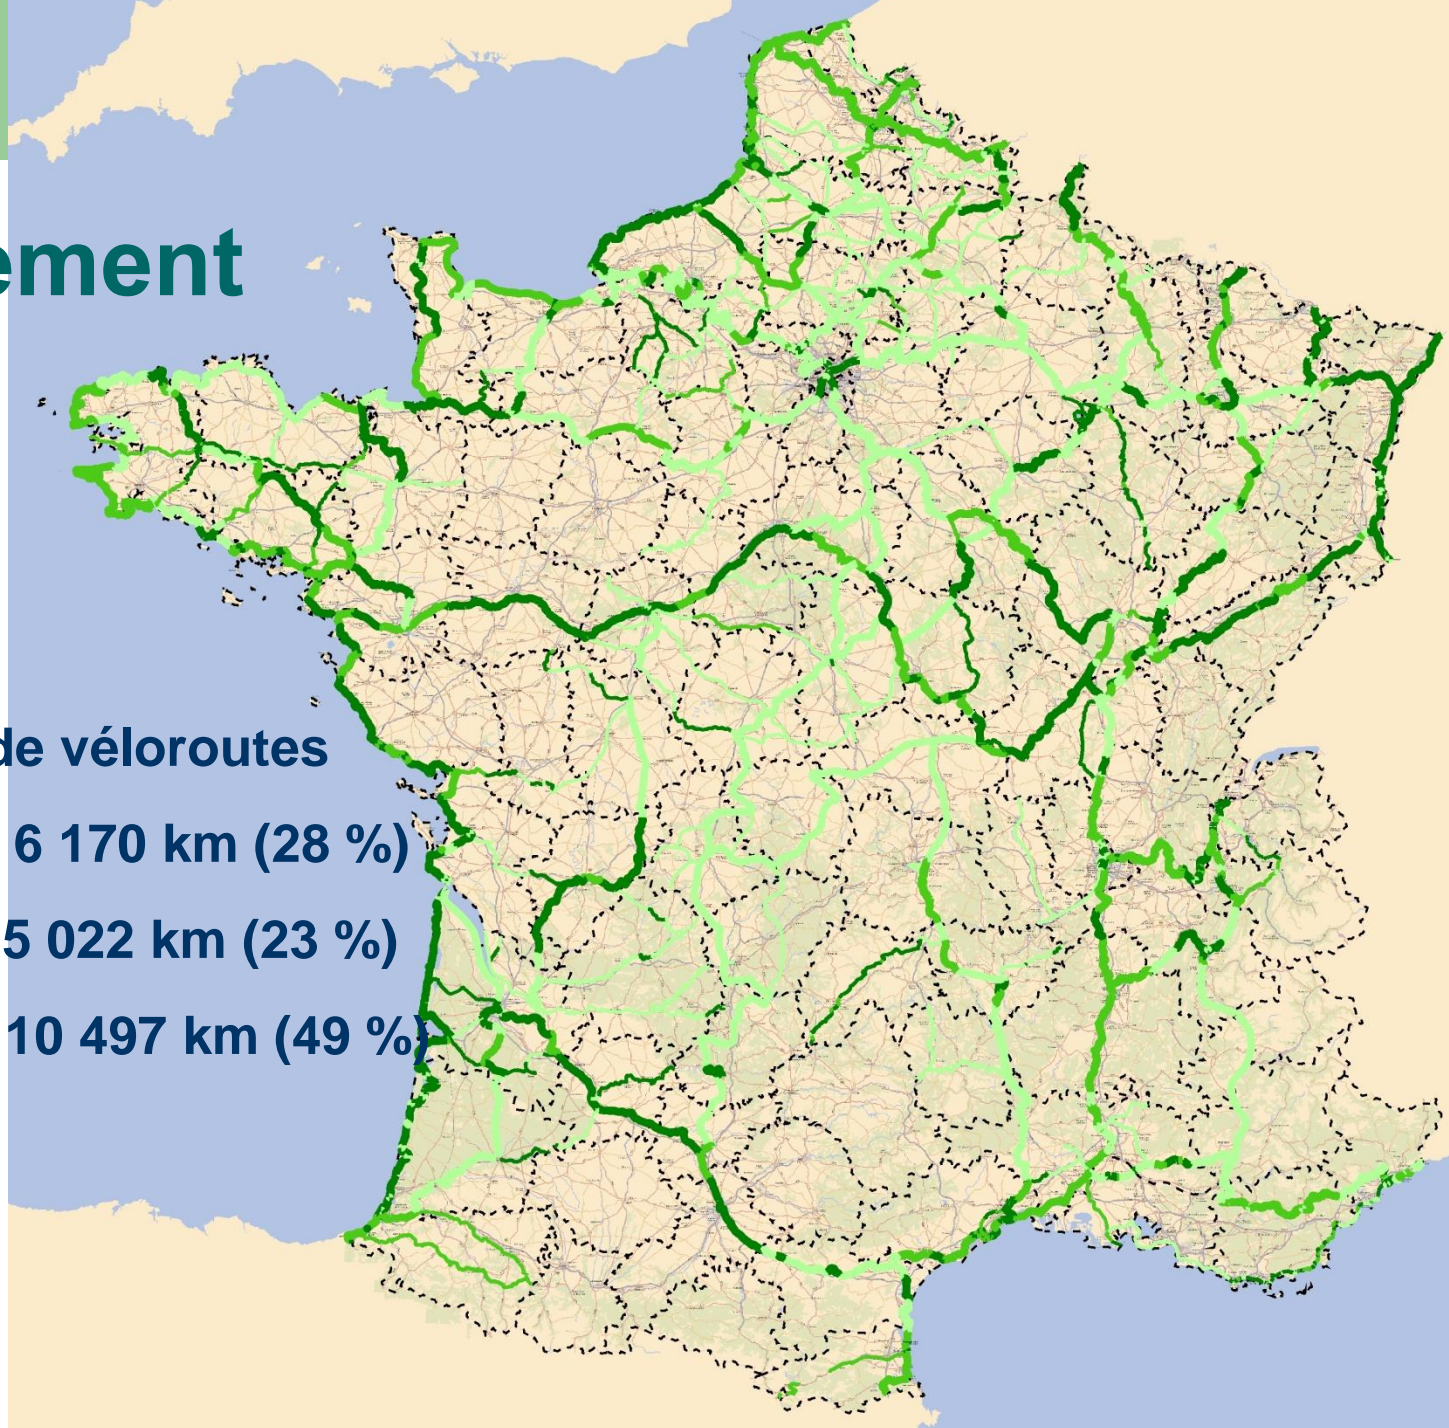 ement
de véloroutes
6 170 km (28 %)
5 022 km (23 %)
10 497 km (49 %)